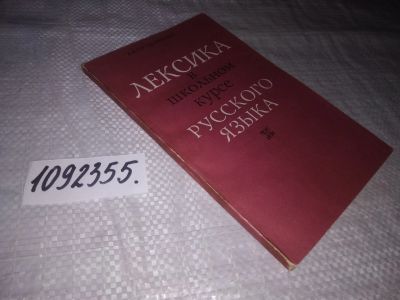 ЛЕКСИКА
В
ШКОЛЬНОМ
КУРСЕ
РУССКОГО
ЯЗЫКА
1092355.